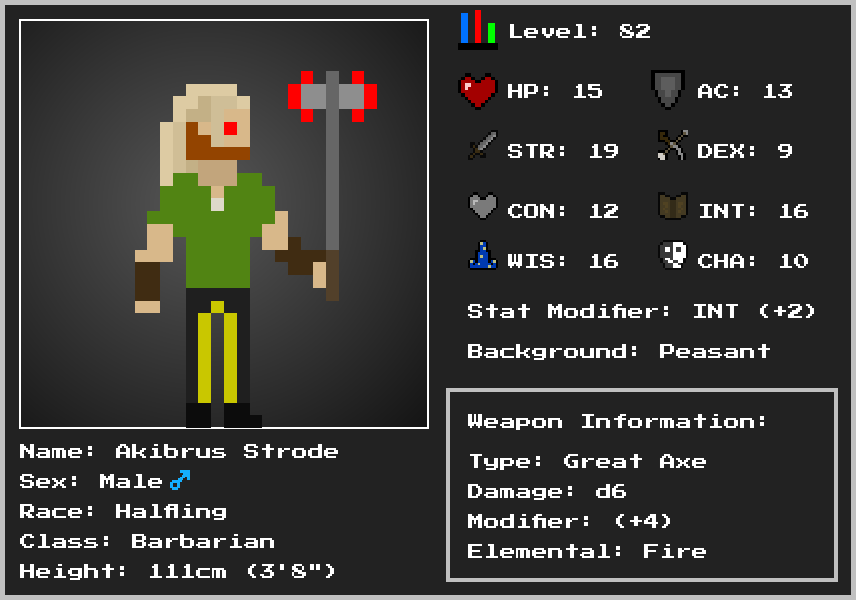 Level: 82
HP: 15 AC: 13
STR: 19 DEX: 9
CON: 12 INT: 16
WIS: 16 CHA: 10
Stat Modifier: INT (+2)
Background: Peasant
Weapon Information:
Type: Great Axe
Damage: d6
Modifier: (+4)
Elemental: Fire
Name: Akibrus Strode
Sex: Male ♂
Race: Halfling
Class: Barbarian
Height: 111cm (3'8")